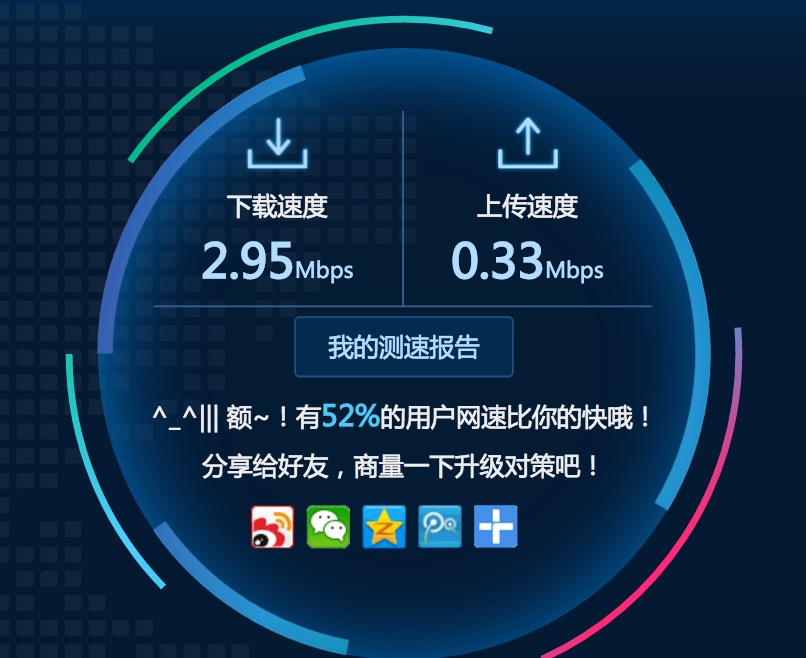 下载速度
上传速度
2.95Mbps
0.33Mbps
我的测速报告
^_^||| 额~！有52%的用户网速比你的快哦！
分享给好友，商量一下升级对策吧！